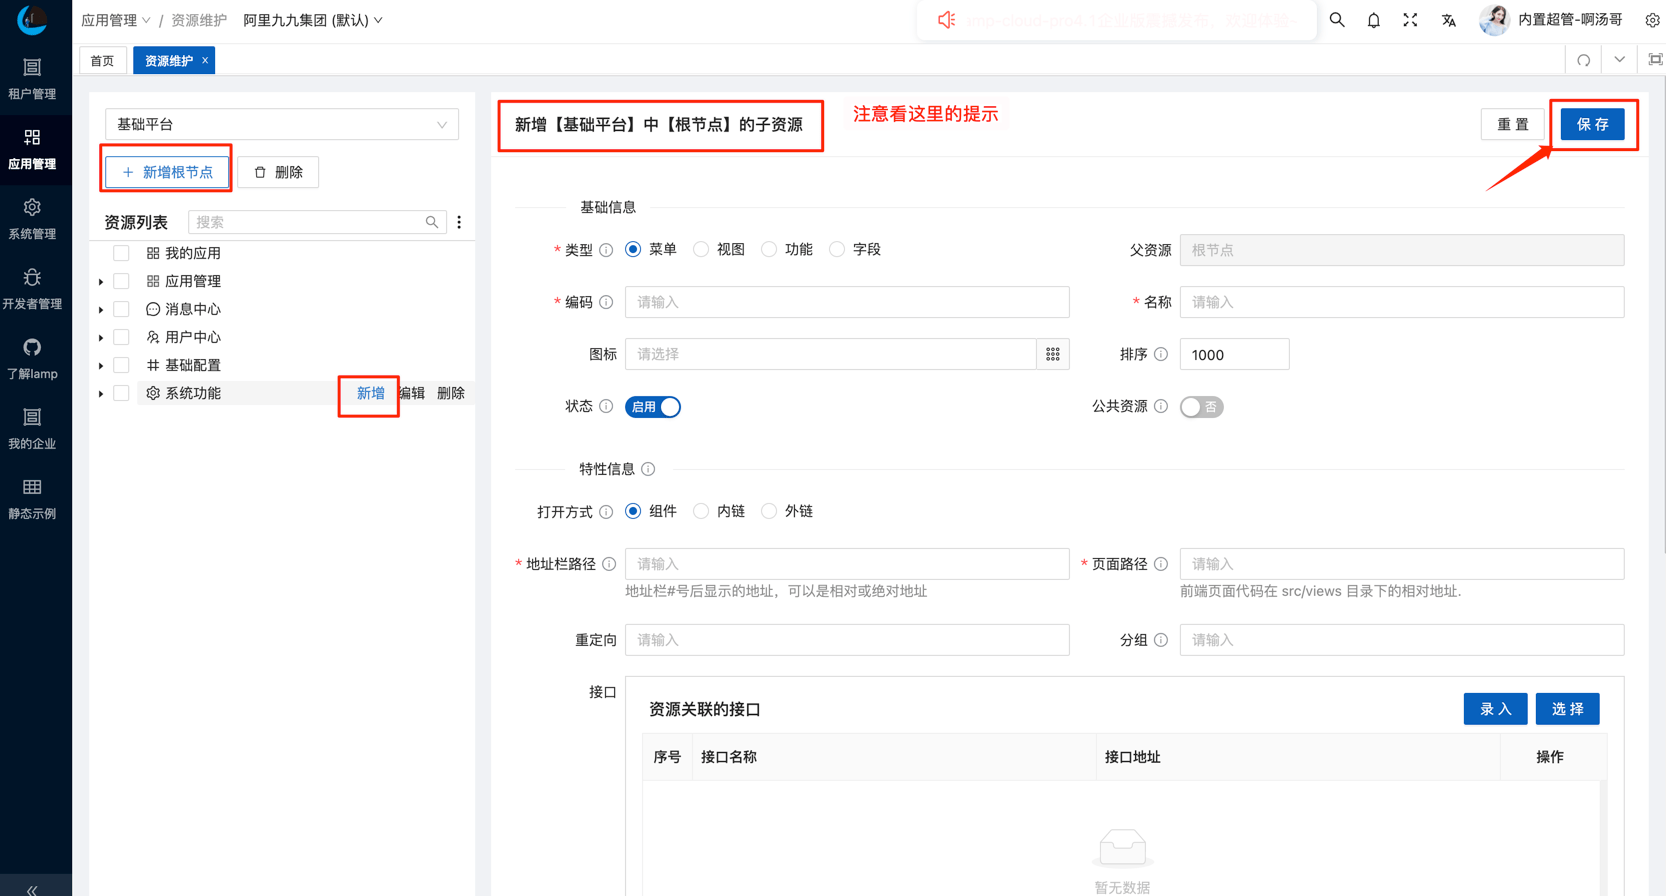 应用管理 / 资源维护 阿里九九集团 (默认)
内置超管-啊汤哥
首页
资源维护 ×
租户管理
应用管理
系统管理
开发者管理
了解lamp
我的企业
静态示例
基础平台
+ 新增根节点
删除
资源列表
搜索
我的应用
应用管理
消息中心
用户中心
基础配置
系统功能 新增 编辑 删除
新增【基础平台】中【根节点】的子资源
注意看这里的提示
重 置
保 存
基础信息
* 类型 菜单 视图 功能 字段
父资源 根节点
* 编码 请输入
* 名称 请输入
图标 请选择
排序 1000
状态 启用
公共资源 否
特性信息
打开方式 组件 内链 外链
* 地址栏路径 请输入
地址栏#号后显示的地址，可以是相对或绝对地址
* 页面路径 请输入
前端页面代码在 src/views 目录下的相对地址.
重定向 请输入
分组 请输入
接口
资源关联的接口
录 入
选 择
序号 接口名称 接口地址 操作
暂无数据